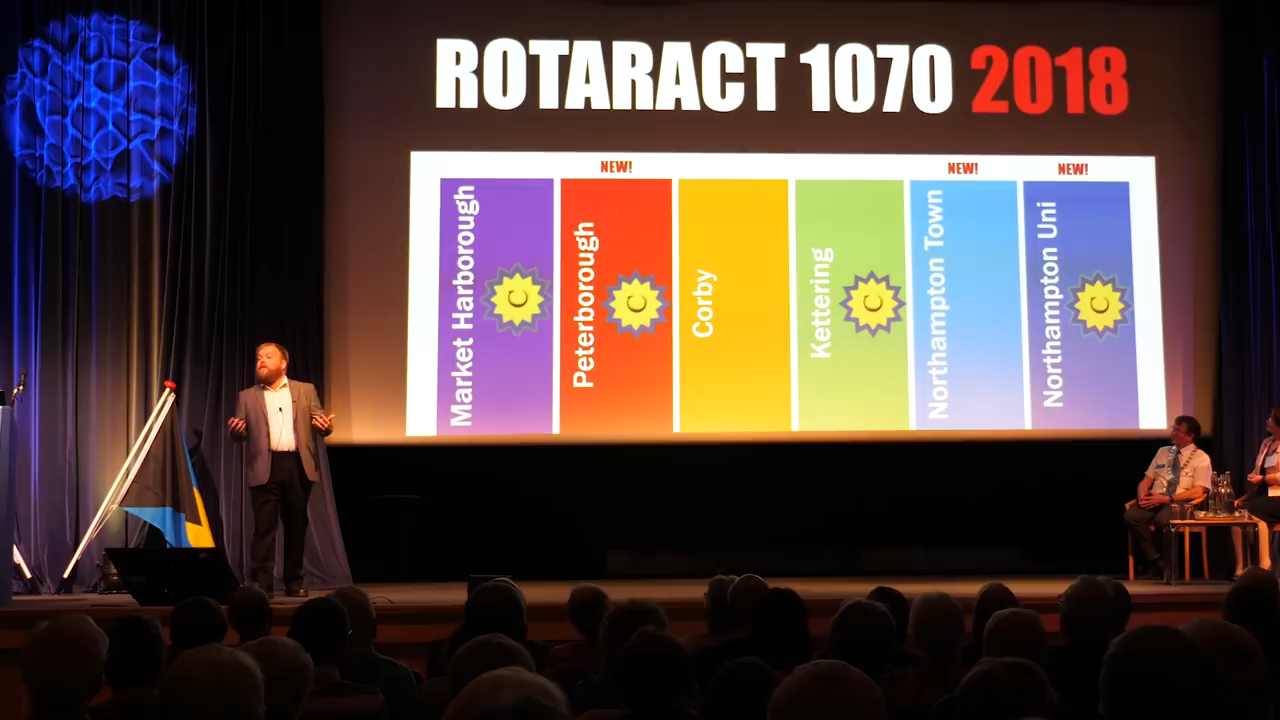 ROTARACT 1070 2018
NEW!
NEW!
NEW!
Market Harborough
C
Peterborough
C
Corby
Kettering
C
Northampton Town
Northampton Uni
C